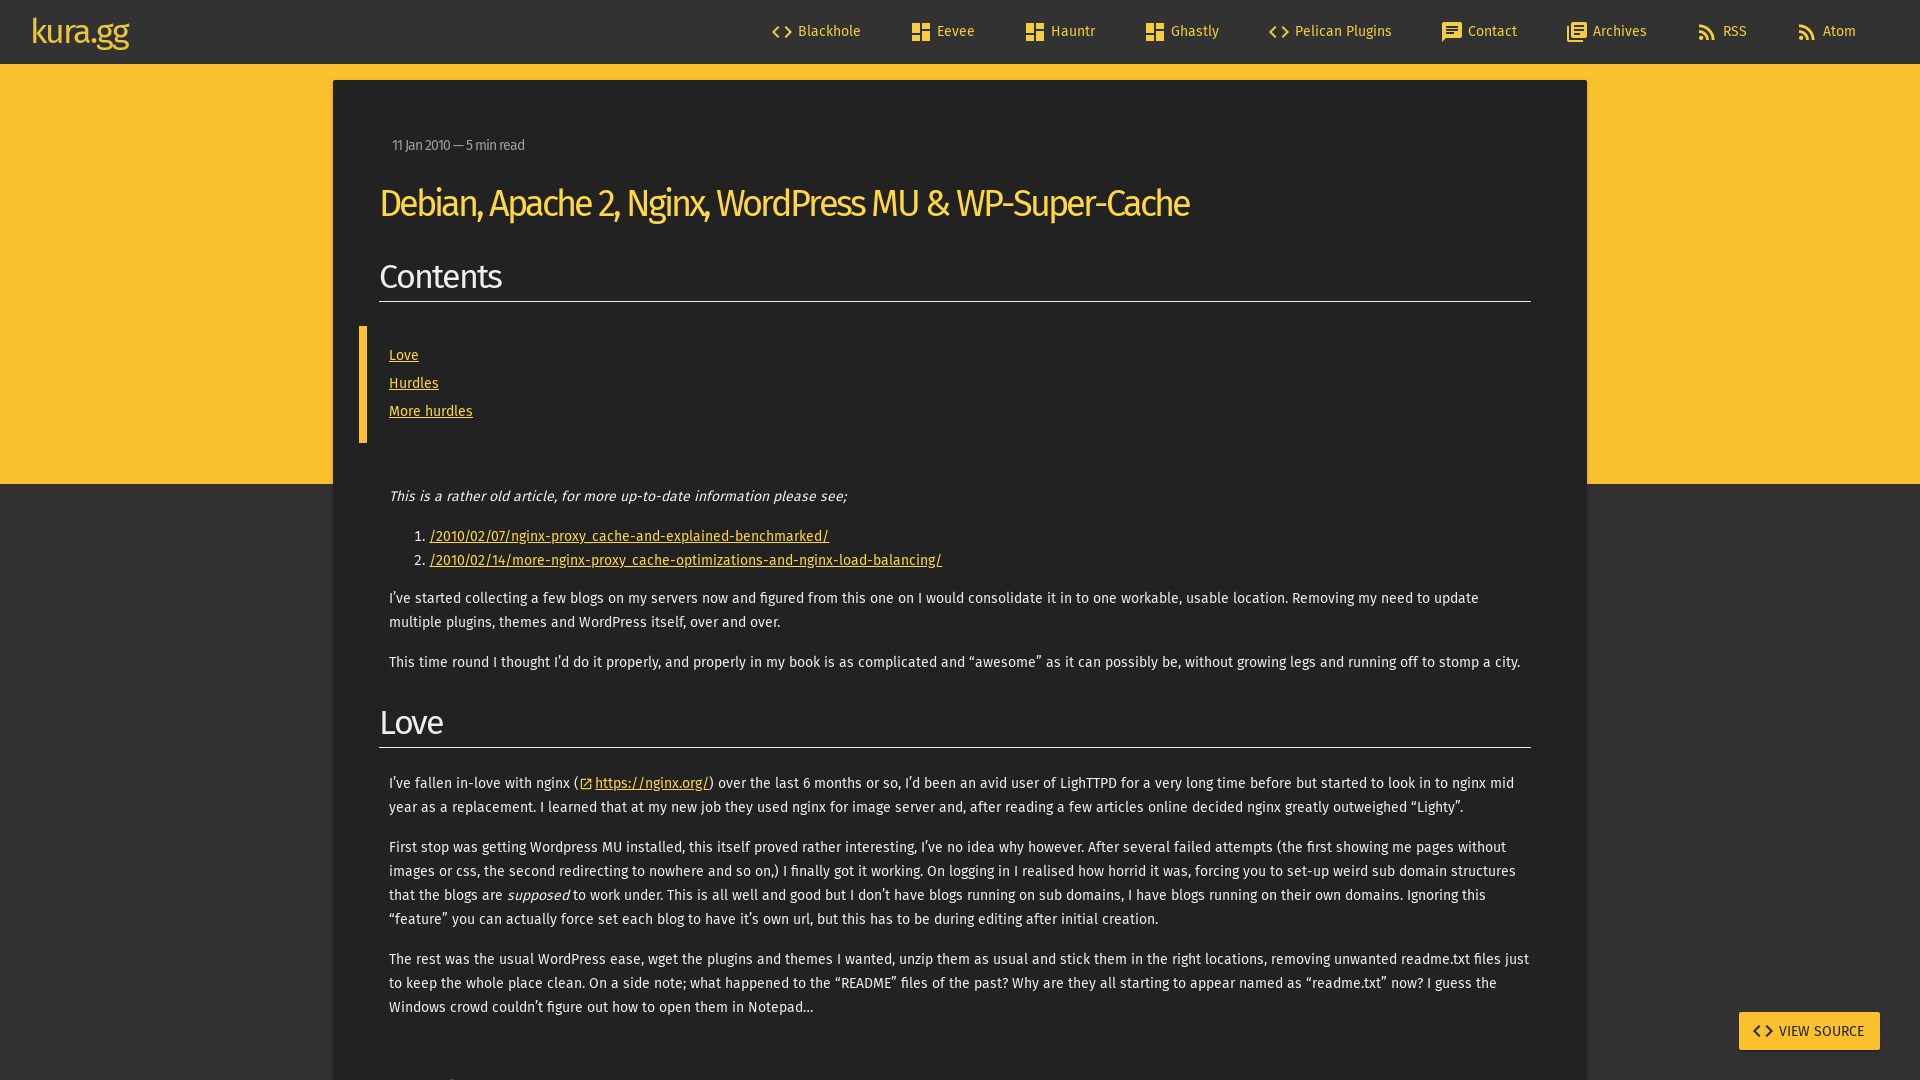 kura.gg
Blackhole
Eevee
Hauntr
Ghastly
Pelican Plugins
Contact
Archives
RSS
Atom
11 Jan 2010 — 5 min read
Debian, Apache 2, Nginx, WordPress MU & WP-Super-Cache
Contents
Love
Hurdles
More hurdles
This is a rather old article, for more up-to-date information please see;
1. /2010/02/07/nginx-proxy_cache-and-explained-benchmarked/
2. /2010/02/14/more-nginx-proxy_cache-optimizations-and-nginx-load-balancing/
I’ve started collecting a few blogs on my servers now and figured from this one on I would consolidate it in to one workable, usable location. Removing my need to update
multiple plugins, themes and WordPress itself, over and over.
This time round I thought I’d do it properly, and properly in my book is as complicated and “awesome” as it can possibly be, without growing legs and running off to stomp a city.
Love
I’ve fallen in-love with nginx (https://nginx.org/) over the last 6 months or so, I’d been an avid user of LighTTPD for a very long time before but started to look in to nginx mid
year as a replacement. I learned that at my new job they used nginx for image server and, after reading a few articles online decided nginx greatly outweighed “Lighty”.
First stop was getting Wordpress MU installed, this itself proved rather interesting, I’ve no idea why however. After several failed attempts (the first showing me pages without
images or css, the second redirecting to nowhere and so on,) I finally got it working. On logging in I realised how horrid it was, forcing you to set-up weird sub domain structures
that the blogs are supposed to work under. This is all well and good but I don’t have blogs running on sub domains, I have blogs running on their own domains. Ignoring this
“feature” you can actually force set each blog to have it’s own url, but this has to be during editing after initial creation.
The rest was the usual WordPress ease, wget the plugins and themes I wanted, unzip them as usual and stick them in the right locations, removing unwanted readme.txt files just
to keep the whole place clean. On a side note; what happened to the “README” files of the past? Why are they all starting to appear named as “readme.txt” now? I guess the
Windows crowd couldn’t figure out how to open them in Notepad…
VIEW SOURCE